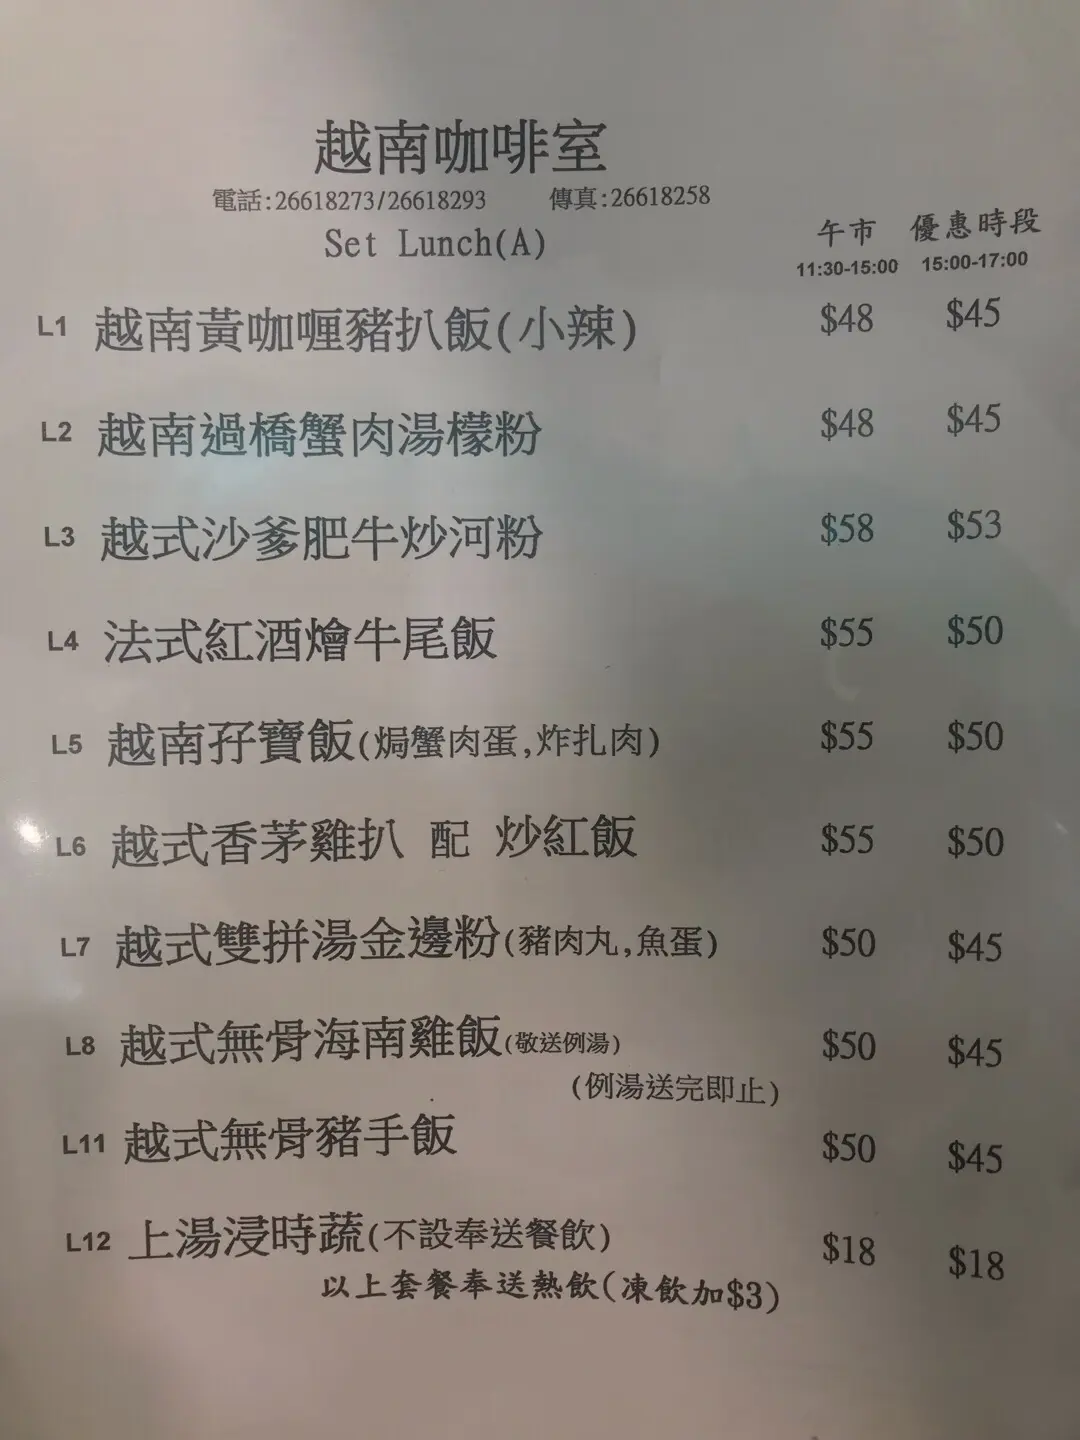 越南咖啡室
電話:26618273/26618293 傳真:26618258
Set Lunch(A)
午市 優惠時段
11:30-15:00 15:00-17:00
L1 越南黃咖喱豬扒飯(小辣) $48 $45
L2 越南過橋蟹肉湯檬粉 $48 $45
L3 越式沙爹肥牛炒河粉 $58 $53
L4 法式紅酒燴牛尾飯 $55 $50
L5 越南孖寶飯(焗蟹肉蛋,炸扎肉) $55 $50
L6 越式香茅雞扒 配 炒紅飯 $55 $50
L7 越式雙拼湯金邊粉(豬肉丸,魚蛋) $50 $45
L8 越式無骨海南雞飯(敬送例湯) $50 $45
(例湯送完即止)
L11 越式無骨豬手飯 $50 $45
L12 上湯浸時蔬(不設奉送餐飲) $18 $18
以上套餐奉送熱飲(凍飲加$3)